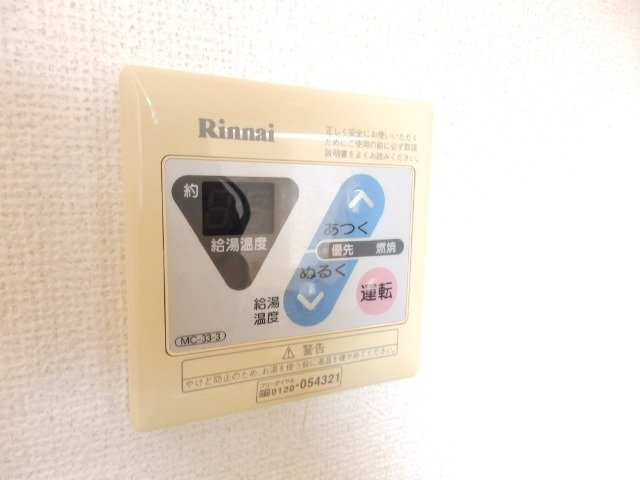 Rinnai
正しく安全にお使いいただく
ためにご使用の前に必ず取扱
説明書をよくお読みください。
約
給湯温度
あつく
優先 燃焼
ぬるく
運転
給湯
温度
MC-33-3
警告
やけど防止のため、お湯を使う前に湯温を確かめてください。
フリーダイヤル
0120-054321